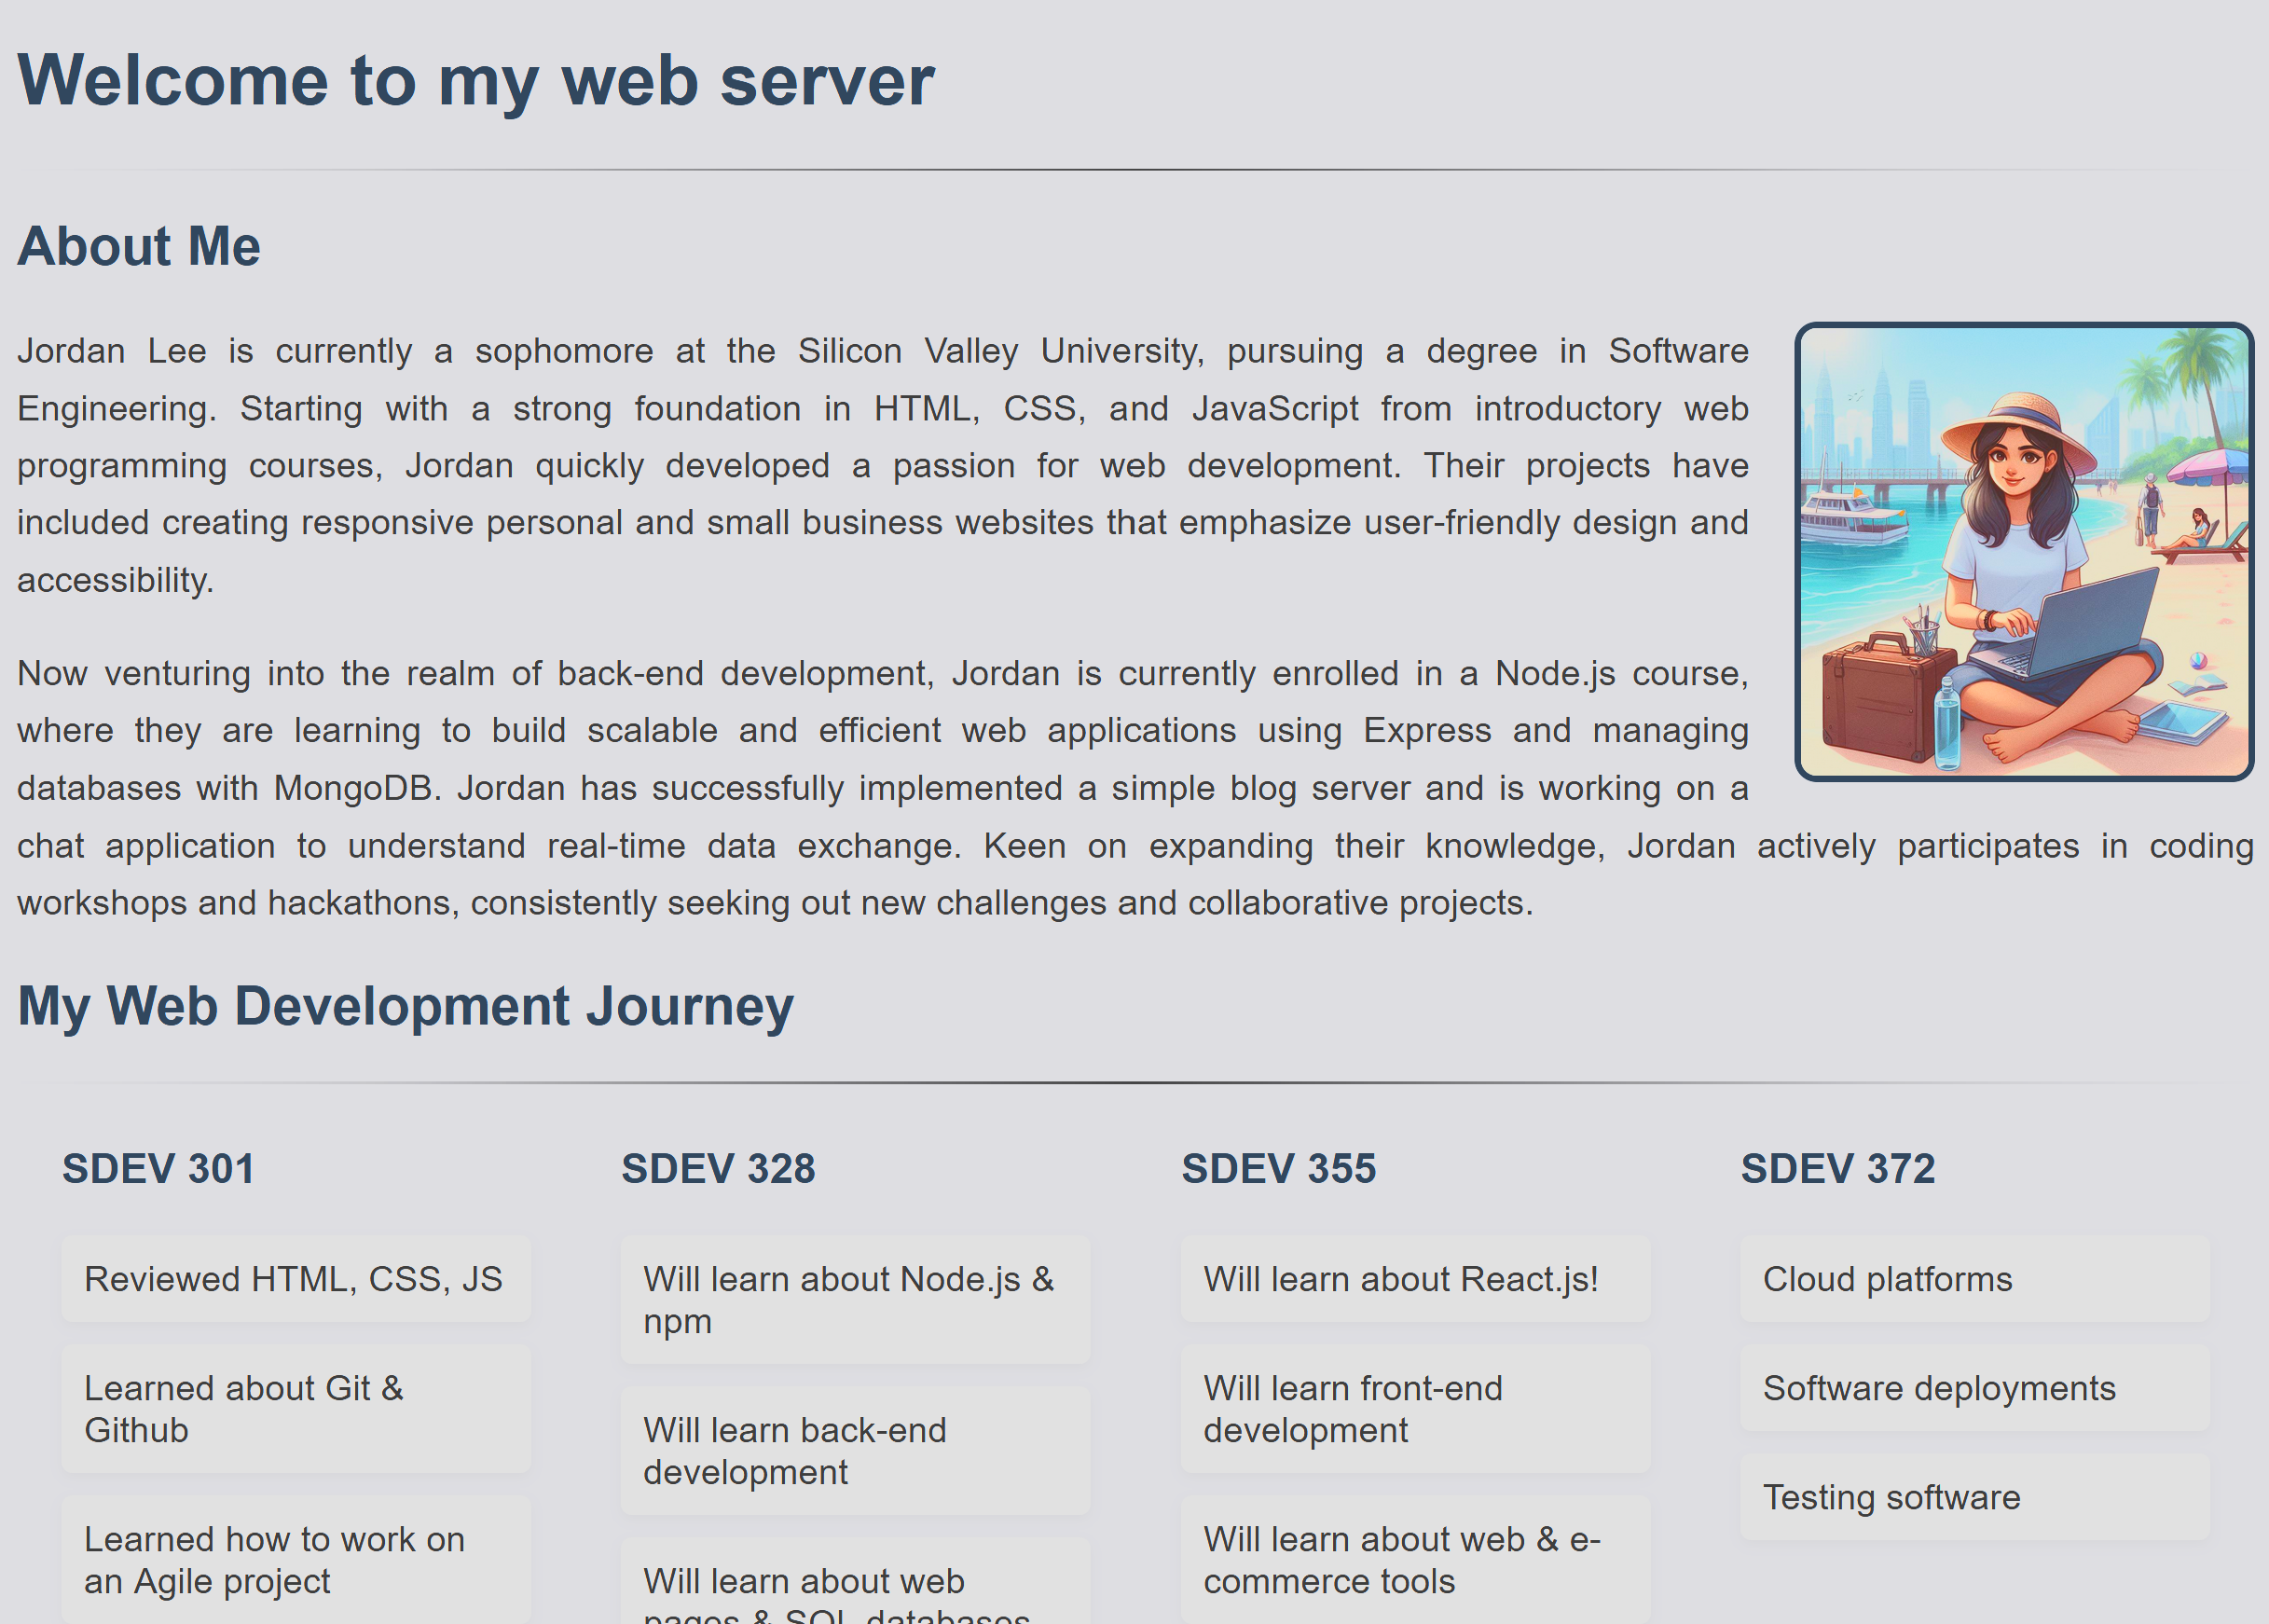 Welcome to my web server
About Me
Jordan Lee is currently a sophomore at the Silicon Valley University, pursuing a degree in Software
Engineering. Starting with a strong foundation in HTML, CSS, and JavaScript from introductory web
programming courses, Jordan quickly developed a passion for web development. Their projects have
included creating responsive personal and small business websites that emphasize user-friendly design and
accessibility.
Now venturing into the realm of back-end development, Jordan is currently enrolled in a Node.js course,
where they are learning to build scalable and efficient web applications using Express and managing
databases with MongoDB. Jordan has successfully implemented a simple blog server and is working on a
chat application to understand real-time data exchange. Keen on expanding their knowledge, Jordan actively participates in coding
workshops and hackathons, consistently seeking out new challenges and collaborative projects.
My Web Development Journey
SDEV 301
Reviewed HTML, CSS, JS
Learned about Git &
Github
Learned how to work on
an Agile project
SDEV 328
Will learn about Node.js &
npm
Will learn back-end
development
Will learn about web
pages & SQL databases
SDEV 355
Will learn about React.js!
Will learn front-end
development
Will learn about web & e-
commerce tools
SDEV 372
Cloud platforms
Software deployments
Testing software